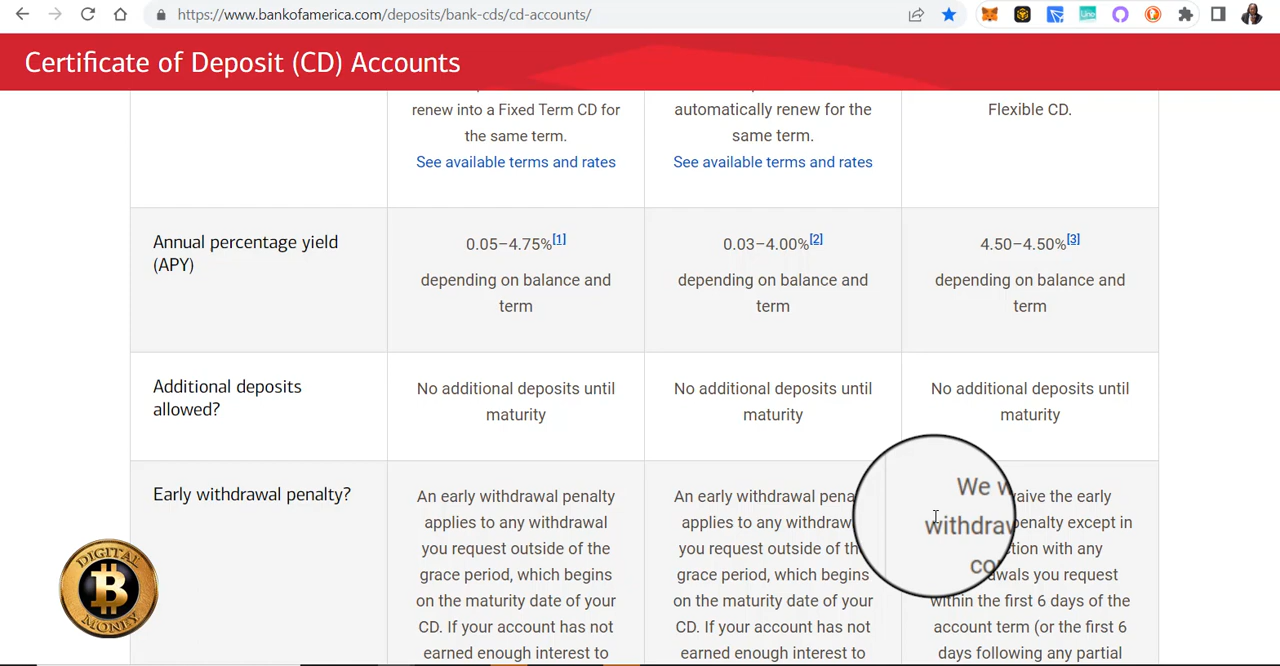 https://www.bankofamerica.com/deposits/bank-cds/cd-accounts/
Uno
Certificate of Deposit (CD) Accounts
renew into a Fixed Term CD for
the same term.
See available terms and rates
automatically renew for the
same term.
See available terms and rates
Flexible CD.
Annual percentage yield
(APY)
0.05–4.75%[1]
depending on balance and
term
0.03–4.00%[2]
depending on balance and
term
4.50–4.50%[3]
depending on balance and
term
Additional deposits
allowed?
No additional deposits until
maturity
No additional deposits until
maturity
No additional deposits until
maturity
Early withdrawal penalty?
An early withdrawal penalty
applies to any withdrawal
you request outside of the
grace period, which begins
on the maturity date of your
CD. If your account has not
earned enough interest to
An early withdrawal pena
applies to any withdraw
you request outside of th
grace period, which begins
on the maturity date of your
CD. If your account has not
earned enough interest to
We waive the early
withdraw penalty except in
co tion with any
awals you request
within the first 6 days of the
account term (or the first 6
days following any partial
DIGITAL
B
MONEY